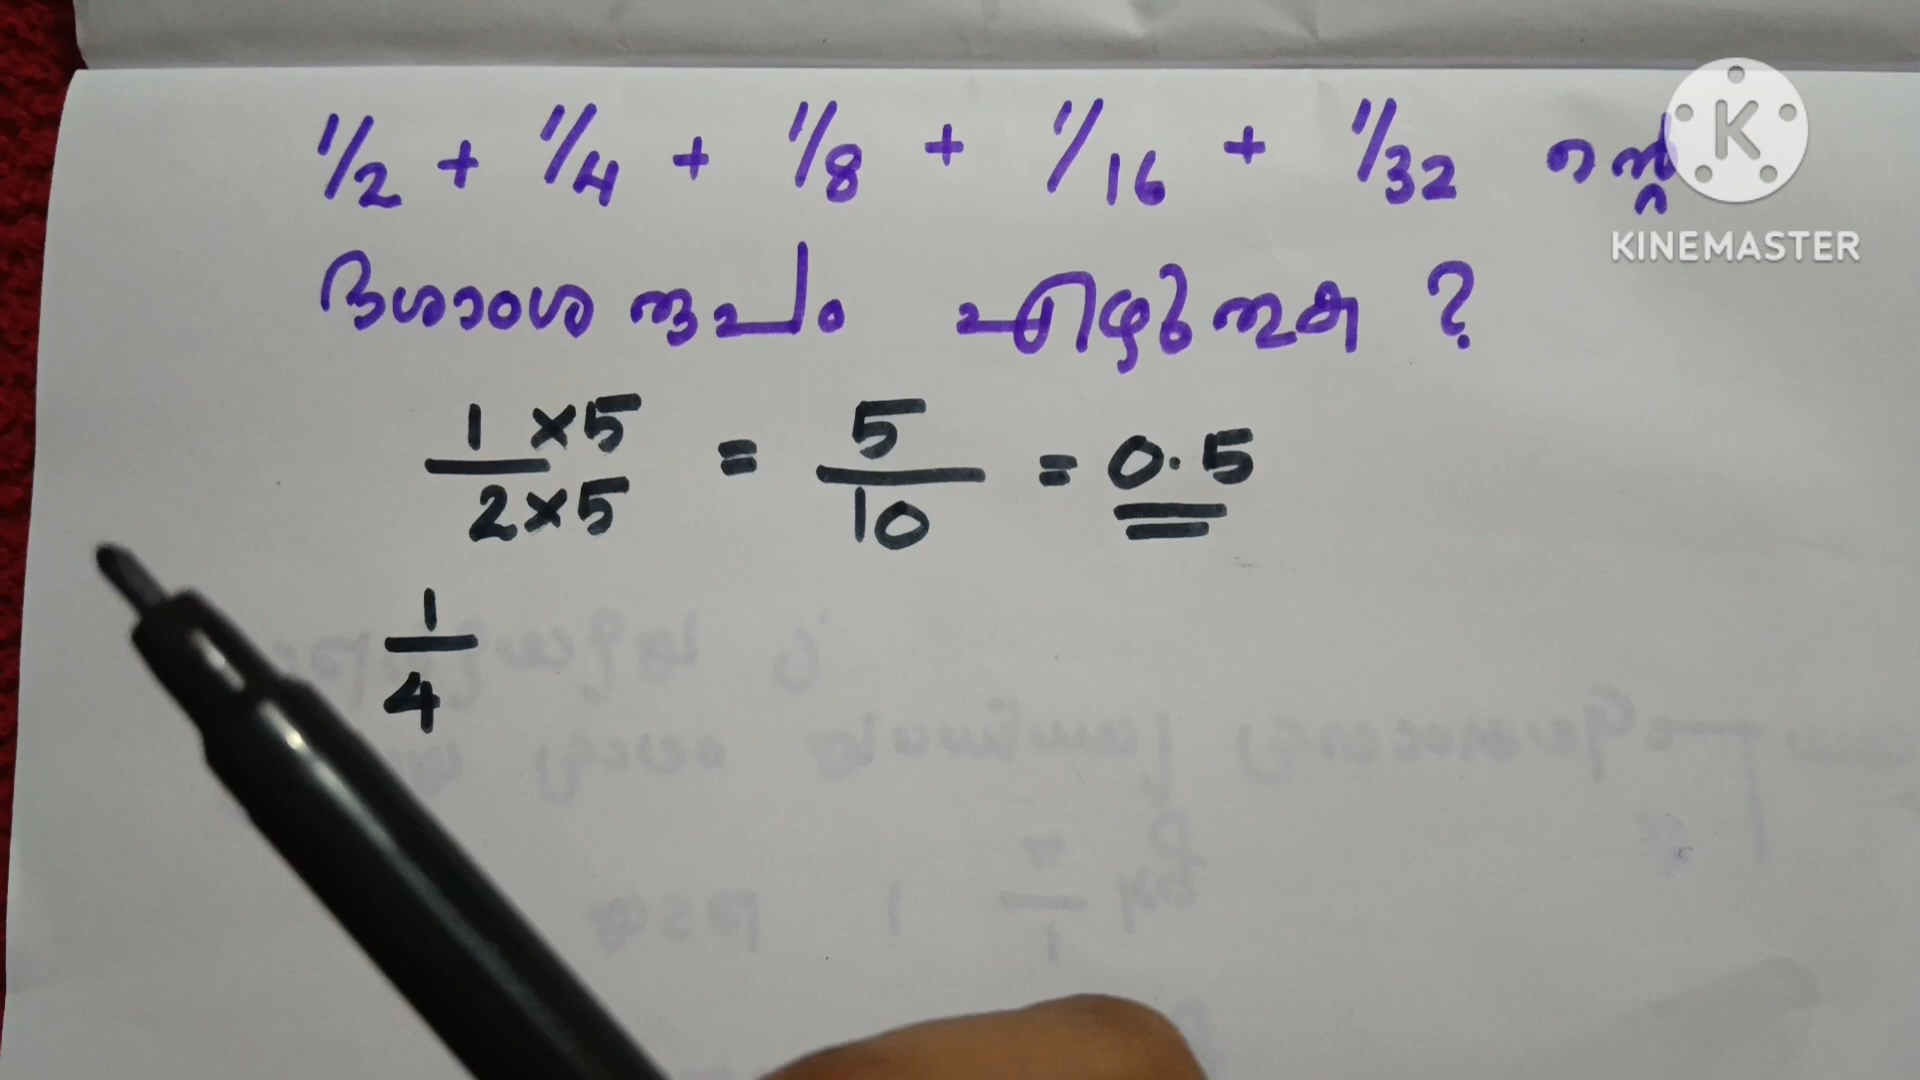 1/2 + 1/4 + 1/8 + 1/16 + 1/32 ന്റെ
ദശാംശ രൂപം എഴുതുക ?
1 ×5 / 2×5 = 5/10 = 0.5
1/4
K
KINEMASTER